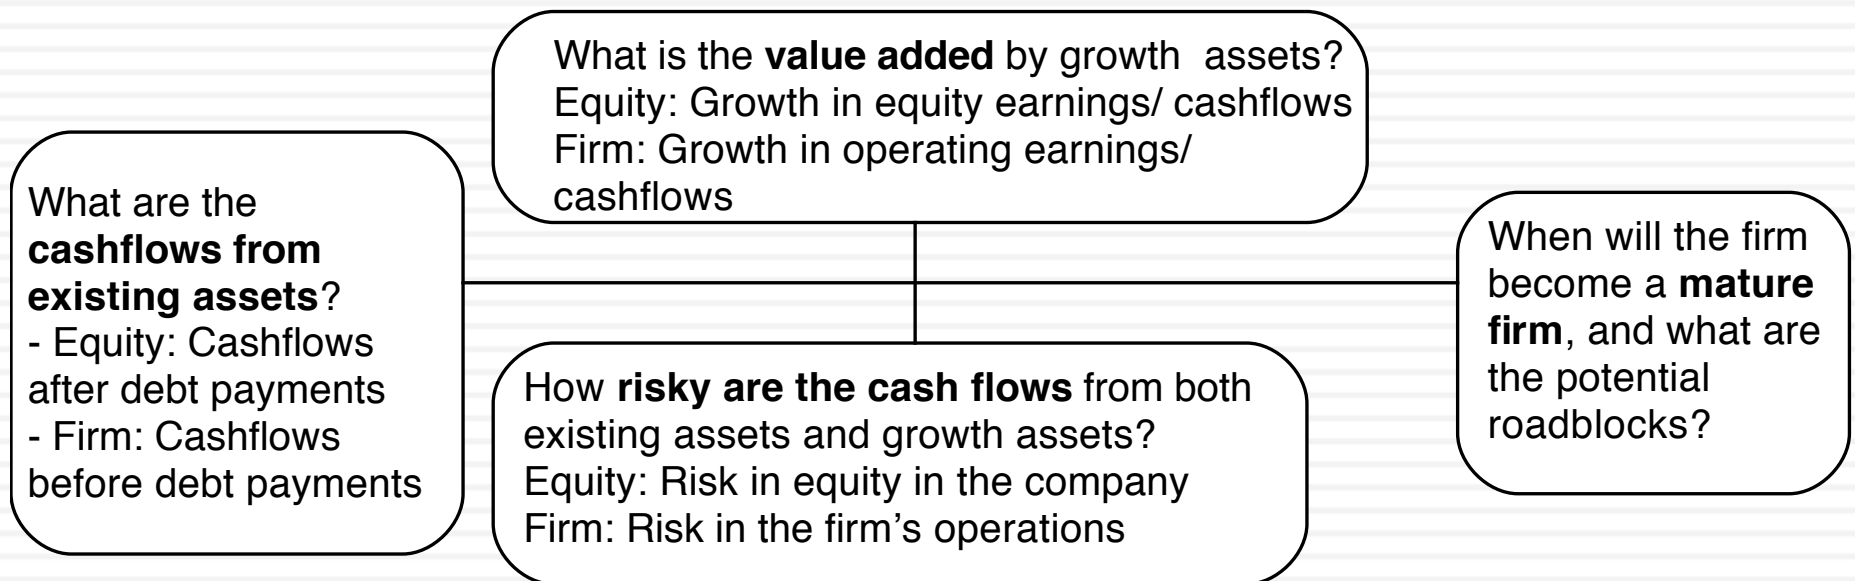 What is the value added by growth assets?
Equity: Growth in equity earnings/ cashflows
Firm: Growth in operating earnings/
cashflows
What are the
cashflows from
existing assets?
- Equity: Cashflows
after debt payments
- Firm: Cashflows
before debt payments
How risky are the cash flows from both
existing assets and growth assets?
Equity: Risk in equity in the company
Firm: Risk in the firm’s operations
When will the firm
become a mature
firm, and what are
the potential
roadblocks?